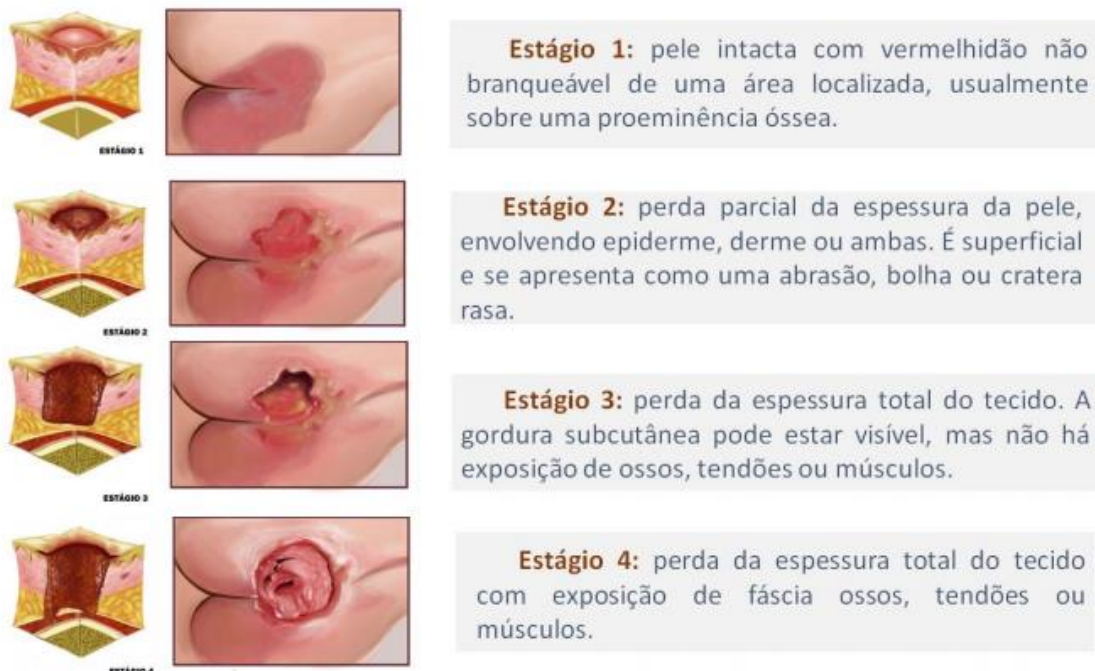 Estágio 1: pele intacta com vermelhidão não
branqueável de uma área localizada, usualmente
sobre uma proeminência óssea.
ESTÁGIO 1
Estágio 2: perda parcial da espessura da pele,
envolvendo epiderme, derme ou ambas. É superficial
e se apresenta como uma abrasão, bolha ou cratera
rasa.
ESTÁGIO 2
Estágio 3: perda da espessura total do tecido. A
gordura subcutânea pode estar visível, mas não há
exposição de ossos, tendões ou músculos.
ESTÁGIO 3
Estágio 4: perda da espessura total do tecido
com exposição de fáscia ossos, tendões ou
músculos.
ESTÁGIO 4